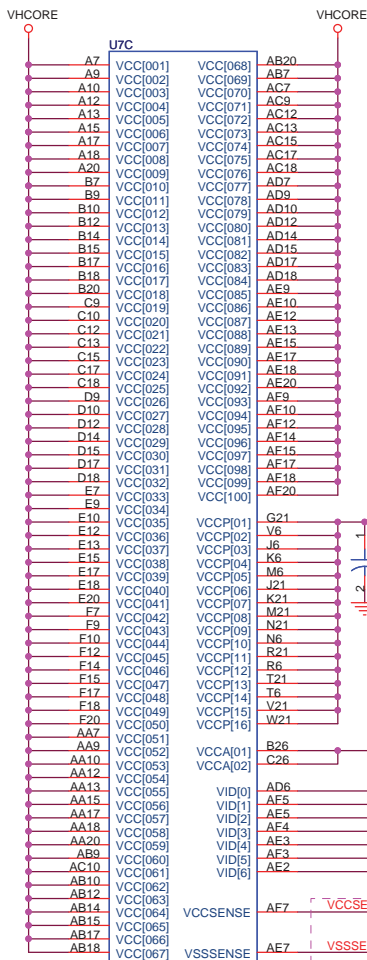 VHCORE VHCORE
U7C
A7 VCC[001] VCC[068] AB20
A9 VCC[002] VCC[069] AB7
A10 VCC[003] VCC[070] AC7
A12 VCC[004] VCC[071] AC9
A13 VCC[005] VCC[072] AC12
A15 VCC[006] VCC[073] AC13
A17 VCC[007] VCC[074] AC15
A18 VCC[008] VCC[075] AC17
A20 VCC[009] VCC[076] AC18
B7 VCC[010] VCC[077] AD7
B9 VCC[011] VCC[078] AD9
B10 VCC[012] VCC[079] AD10
B12 VCC[013] VCC[080] AD12
B14 VCC[014] VCC[081] AD14
B15 VCC[015] VCC[082] AD15
B17 VCC[016] VCC[083] AD17
B18 VCC[017] VCC[084] AD18
B20 VCC[018] VCC[085] AE9
C9 VCC[019] VCC[086] AE10
C10 VCC[020] VCC[087] AE12
C12 VCC[021] VCC[088] AE13
C13 VCC[022] VCC[089] AE15
C15 VCC[023] VCC[090] AE17
C17 VCC[024] VCC[091] AE18
C18 VCC[025] VCC[092] AE20
D9 VCC[026] VCC[093] AF9
D10 VCC[027] VCC[094] AF10
D12 VCC[028] VCC[095] AF12
D14 VCC[029] VCC[096] AF14
D15 VCC[030] VCC[097] AF15
D17 VCC[031] VCC[098] AF17
D18 VCC[032] VCC[099] AF18
E7 VCC[033] VCC[100] AF20
E9 VCC[034]
E10 VCC[035] VCCP[01] G21
E12 VCC[036] VCCP[02] V6
E13 VCC[037] VCCP[03] J6
E15 VCC[038] VCCP[04] K6
E17 VCC[039] VCCP[05] M6
E18 VCC[040] VCCP[06] J21
E20 VCC[041] VCCP[07] K21
F7 VCC[042] VCCP[08] M21
F9 VCC[043] VCCP[09] N21
F10 VCC[044] VCCP[10] N6
F12 VCC[045] VCCP[11] R21
F14 VCC[046] VCCP[12] R6
F15 VCC[047] VCCP[13] T21
F17 VCC[048] VCCP[14] T6
F18 VCC[049] VCCP[15] V21
F20 VCC[050] VCCP[16] W21
1
2
AA7 VCC[051]
AA9 VCC[052] VCCA[01] B26
AA10 VCC[053] VCCA[02] C26
AA12 VCC[054]
AA13 VCC[055] VID[0] AD6
AA15 VCC[056] VID[1] AF5
AA17 VCC[057] VID[2] AE5
AA18 VCC[058] VID[3] AF4
AA20 VCC[059] VID[4] AE3
AB9 VCC[060] VID[5] AF3
AC10 VCC[061] VID[6] AE2
AB10 VCC[062]
AB12 VCC[063]
AB14 VCC[064] VCCSENSE AF7 VCCSE
AB15 VCC[065]
AB17 VCC[066]
AB18 VCC[067] VSSSENSE AE7 VSSSE